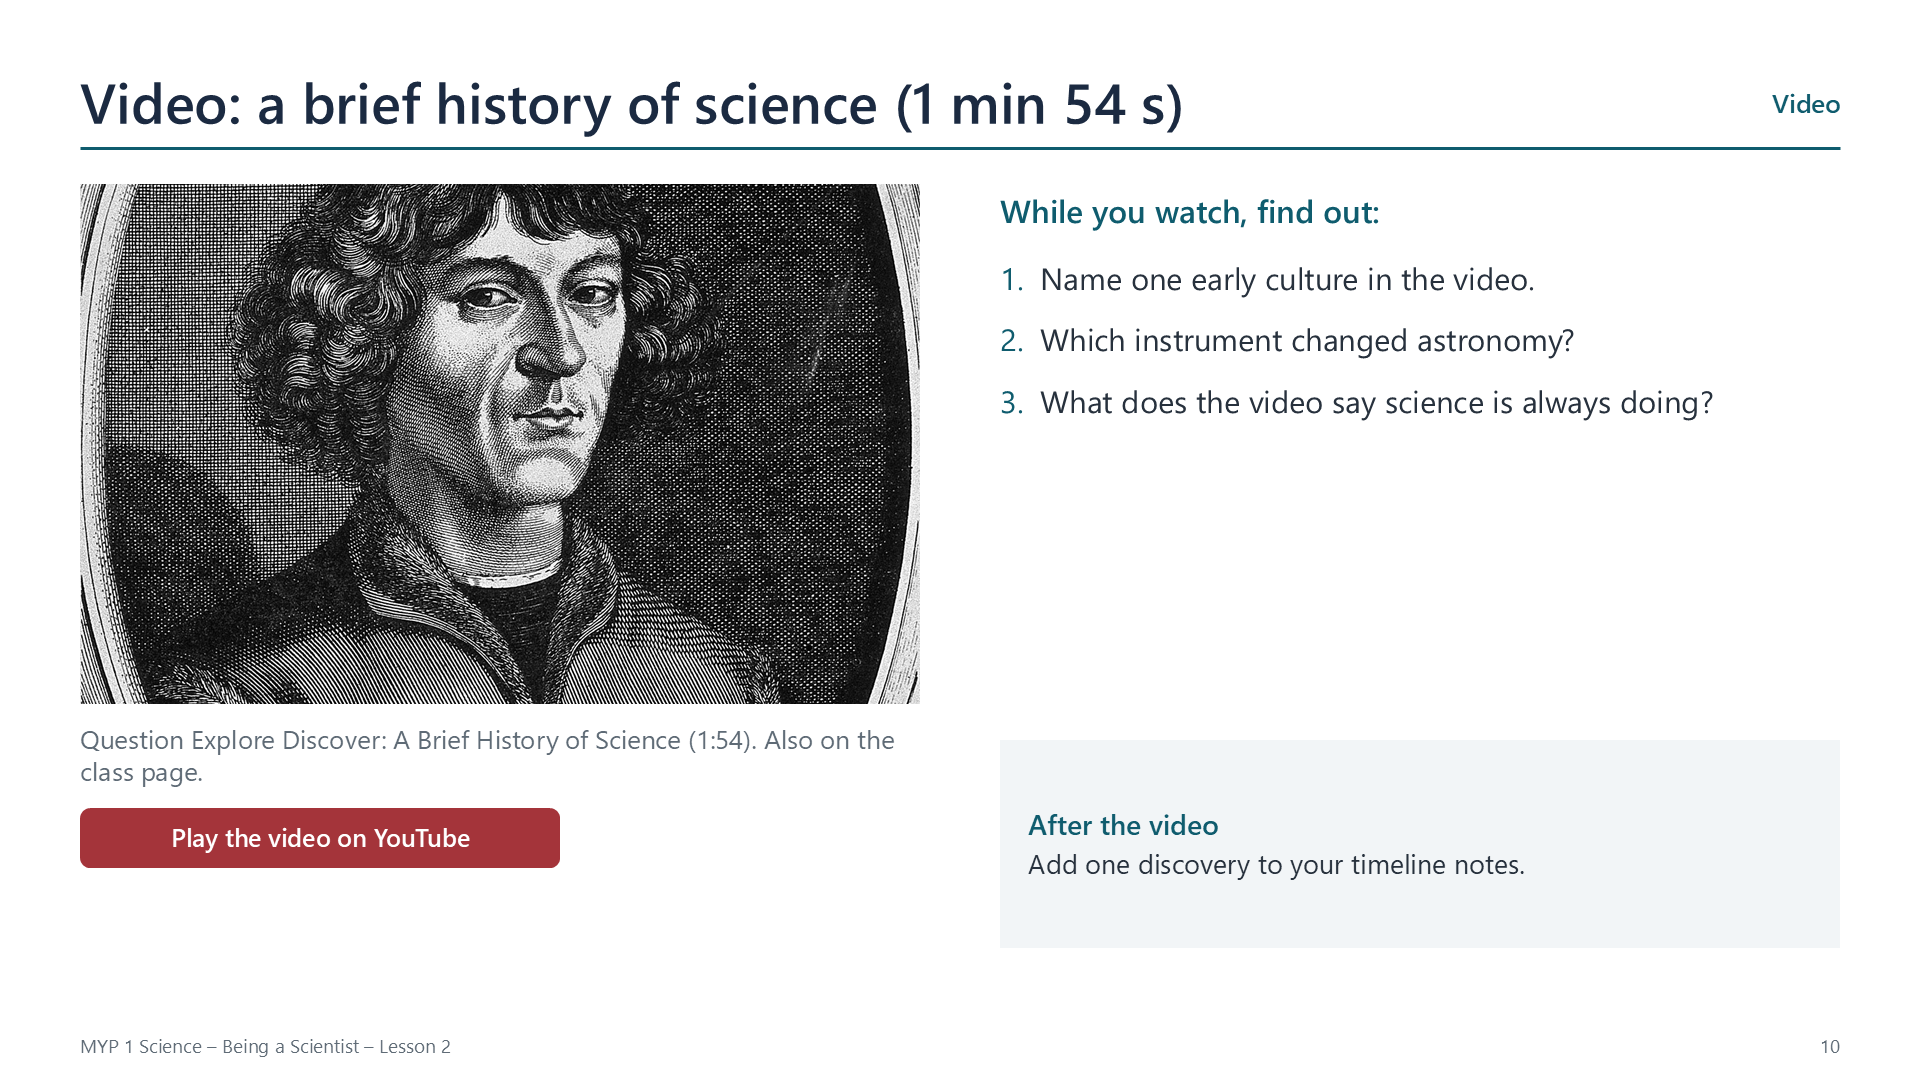 Video: a brief history of science (1 min 54 s)
Video
While you watch, find out:
1. Name one early culture in the video.
2. Which instrument changed astronomy?
3. What does the video say science is always doing?
Question Explore Discover: A Brief History of Science (1:54). Also on the
class page.
Play the video on YouTube
After the video
Add one discovery to your timeline notes.
MYP 1 Science – Being a Scientist – Lesson 2
10